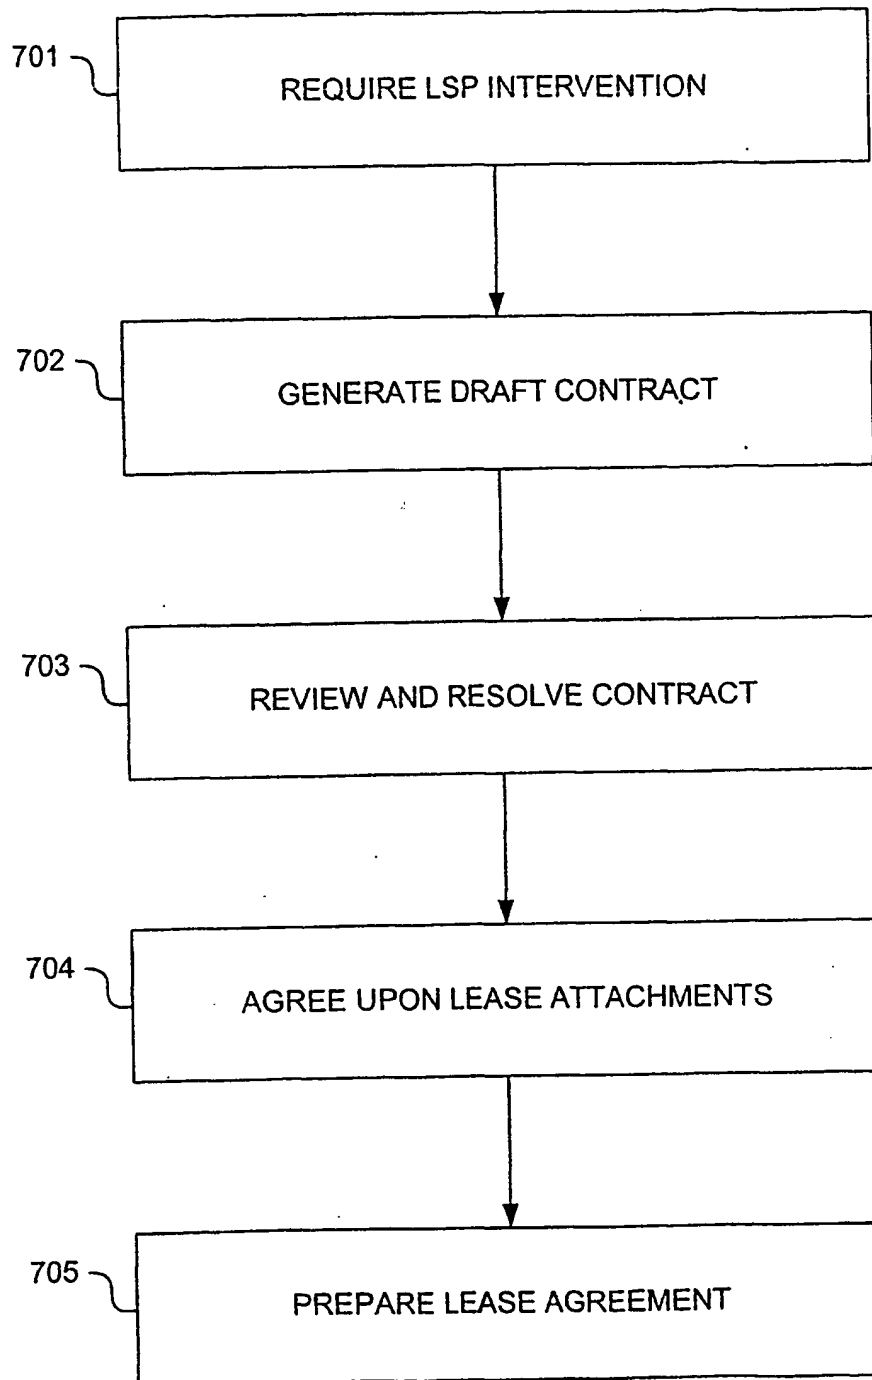 701
REQUIRE LSP INTERVENTION
702
GENERATE DRAFT CONTRACT
703
REVIEW AND RESOLVE CONTRACT
704
AGREE UPON LEASE ATTACHMENTS
705
PREPARE LEASE AGREEMENT